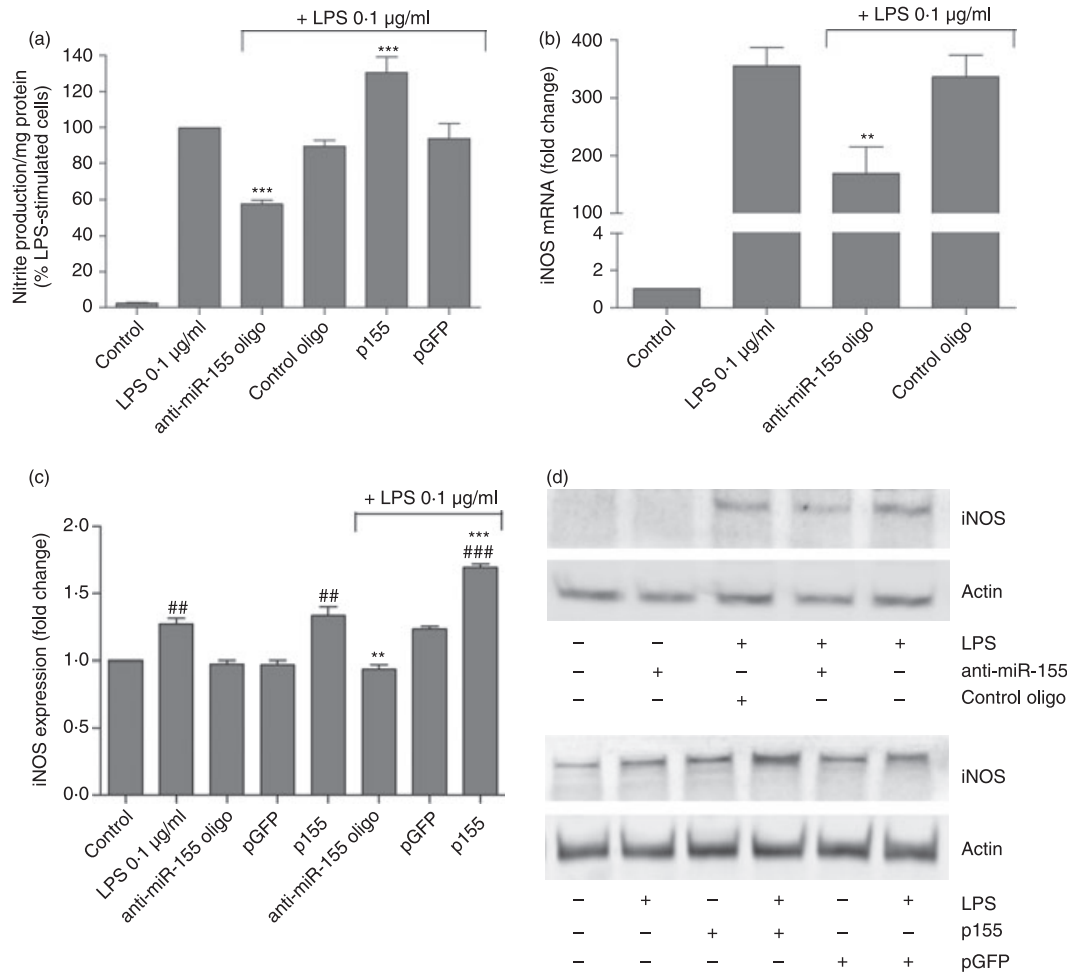 (a)
+ LPS 0·1 µg/ml
Nitrite production/mg protein
(% LPS-stimulated cells)
140
120
100
80
60
40
20
0
***
***
Control
LPS 0·1 µg/ml
anti-miR-155 oligo
Control oligo
p155
pGFP
(b)
+ LPS 0·1 µg/ml
iNOS mRNA (fold change)
400
300
200
100
4
2
0
**
Control
LPS 0·1 µg/ml
anti-miR-155 oligo
Control oligo
(c)
+ LPS 0·1 µg/ml
iNOS expression (fold change)
2·0
1·5
1·0
0·5
0·0
##
##
**
***
###
Control
LPS 0·1 µg/ml
anti-miR-155 oligo
pGFP
p155
anti-miR-155 oligo
pGFP
p155
(d)
iNOS
Actin
– – + + + LPS
– + – + – anti-miR-155
– – + – – Control oligo
iNOS
Actin
– + – + – + LPS
– – + + – – p155
– – – – + + pGFP